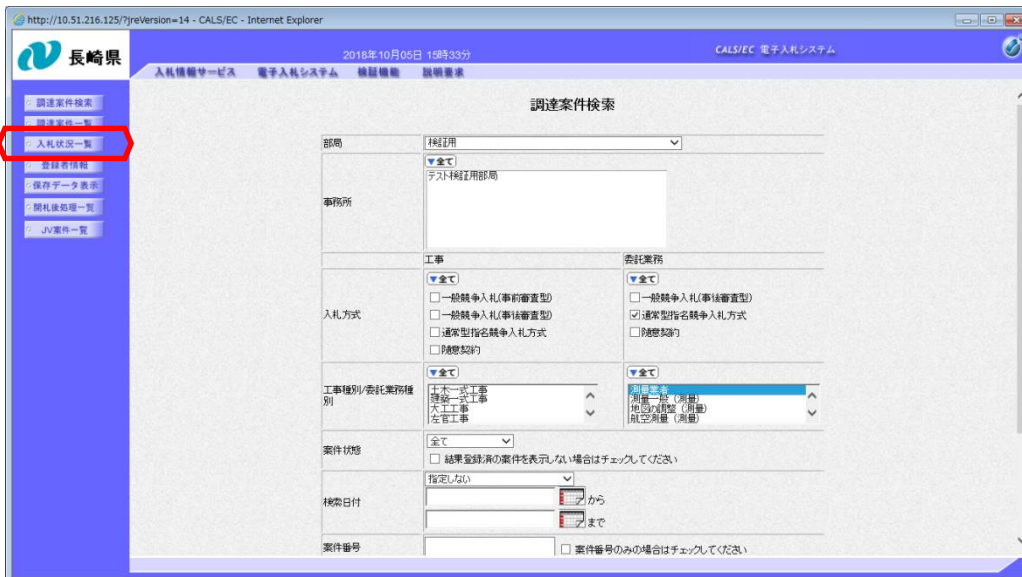 http://10.51.216.125/?jreVersion=14 - CALS/EC - Internet Explorer
長崎県
2018年10月05日 15時33分
CALS/EC 電子入札システム
入札情報サービス 電子入札システム 検証機能 説明要求
調達案件検索
調達案件一覧
入札状況一覧
登録者情報
保存データ表示
開札後処理一覧
JV案件一覧
調達案件検索
部局 検証用
▼全て
テスト検証用部局
事務所
工事 委託業務
▼全て ▼全て
一般競争入札(事前審査型) 一般競争入札(事後審査型)
入札方式 一般競争入札(事後審査型) 通常型指名競争入札方式
通常型指名競争入札方式 随意契約
随意契約
▼全て ▼全て
工事種別/委託業務種別
土木一式工事 測量業者
建築一式工事 測量一般 (測量)
大工工事 地図の調整 (測量)
左官工事 航空測量 (測量)
案件状態 全て
結果登録済の案件を表示しない場合はチェックしてください
指定しない
検索日付 から
まで
案件番号 案件番号のみの場合はチェックしてください